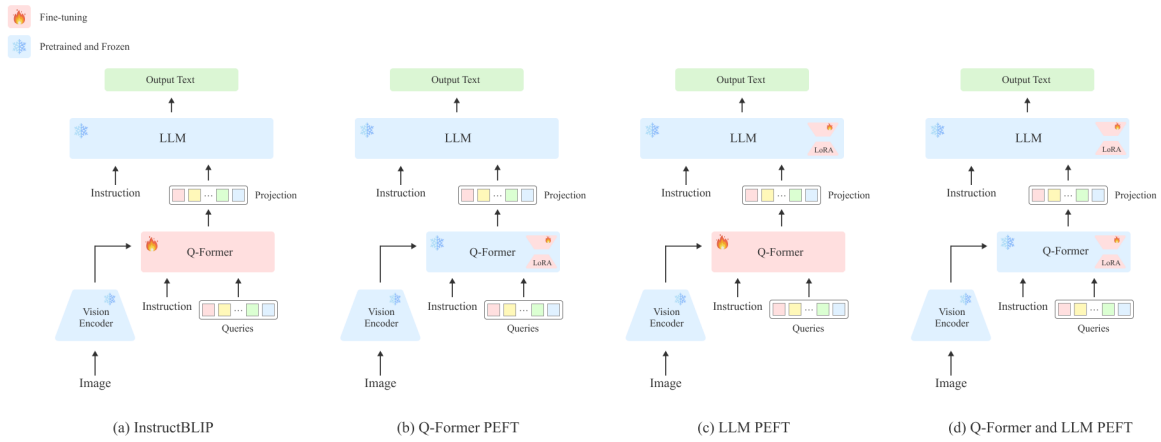 Fine-tuning
Pretrained and Frozen
Output Text
LLM
Instruction
... Projection
Q-Former
Vision
Encoder
Instruction
...
Queries
Image
(a) InstructBLIP
Output Text
LLM
Instruction
... Projection
Q-Former
LoRA
Vision
Encoder
Instruction
...
Queries
Image
(b) Q-Former PEFT
Output Text
LLM
LoRA
Instruction
... Projection
Q-Former
Vision
Encoder
Instruction
...
Queries
Image
(c) LLM PEFT
Output Text
LLM
LoRA
Instruction
... Projection
Q-Former
LoRA
Vision
Encoder
Instruction
...
Queries
Image
(d) Q-Former and LLM PEFT